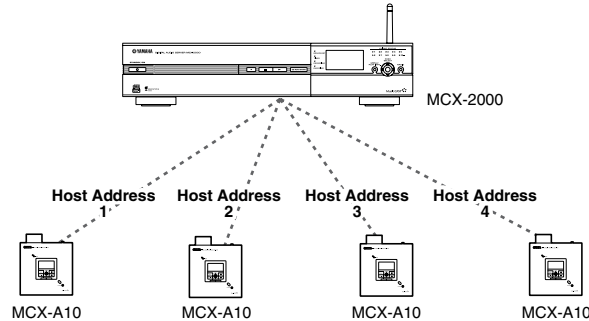 YAMAHA
MCX-2000
Host Address
1
Host Address
2
Host Address
3
Host Address
4
MCX-A10
MCX-A10
MCX-A10
MCX-A10